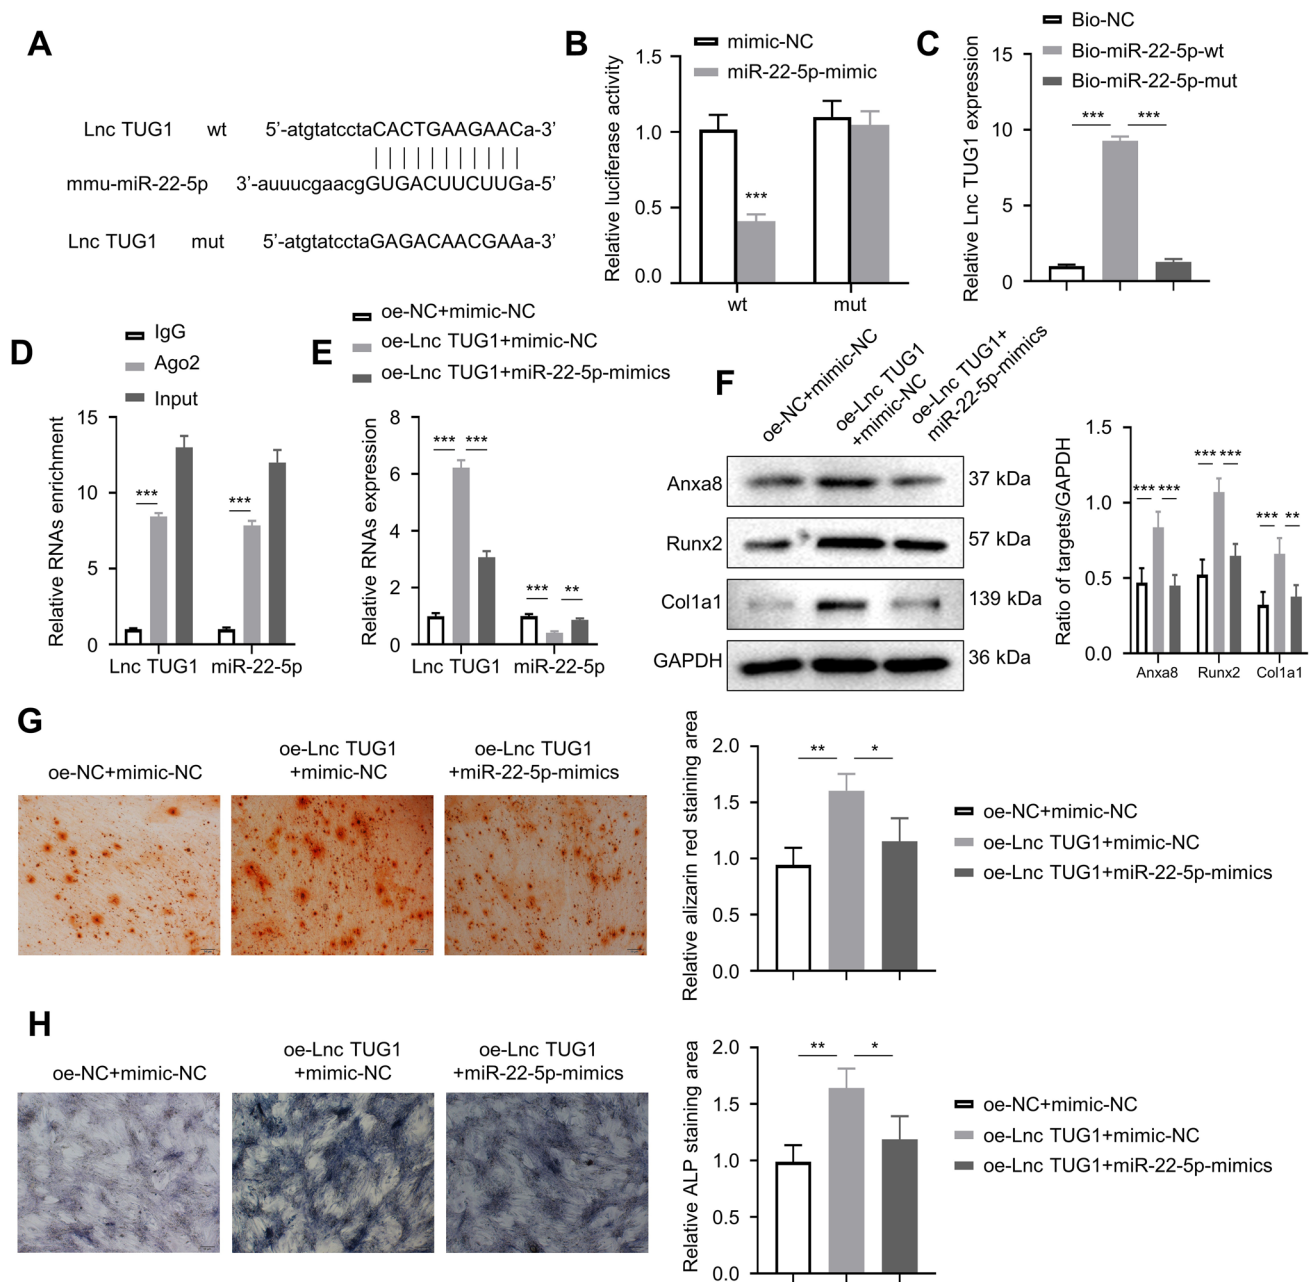 A
Lnc TUG1 wt 5’-atgtatcctaCACTGAAGAACa-3’
mmu-miR-22-5p 3’-auuucgaacgGUGACUUCUUGa-5’
Lnc TUG1 mut 5’-atgtatcctaGAGACAACGAAa-3’
B
mimic-NC
miR-22-5p-mimic
Relative luciferase activity
1.5
1.0
0.5
0.0
***
wt mut
C
Bio-NC
Bio-miR-22-5p-wt
Bio-miR-22-5p-mut
Relative Lnc TUG1 expression
15
10
5
0
*** ***
D
IgG
Ago2
Input
Relative RNAs enrichment
15
10
5
0
*** ***
Lnc TUG1 miR-22-5p
E
oe-NC+mimic-NC
oe-Lnc TUG1+mimic-NC
oe-Lnc TUG1+miR-22-5p-mimics
Relative RNAs expression
8
6
4
2
0
*** ***
*** **
Lnc TUG1 miR-22-5p
F
oe-NC+mimic-NC
oe-Lnc TUG1
+mimic-NC
oe-Lnc TUG1+
miR-22-5p-mimics
Anxa8 37 kDa
Runx2 57 kDa
Col1a1 139 kDa
GAPDH 36 kDa
Ratio of targets/GAPDH
1.5
1.0
0.5
0.0
*** ***
*** ***
*** **
Anxa8 Runx2 Col1a1
G
oe-NC+mimic-NC
oe-Lnc TUG1
+mimic-NC
oe-Lnc TUG1
+miR-22-5p-mimics
Relative alizarin red staining area
2.0
1.5
1.0
0.5
0.0
** *
oe-NC+mimic-NC
oe-Lnc TUG1+mimic-NC
oe-Lnc TUG1+miR-22-5p-mimics
H
oe-NC+mimic-NC
oe-Lnc TUG1
+mimic-NC
oe-Lnc TUG1
+miR-22-5p-mimics
Relative ALP staining area
2.0
1.5
1.0
0.5
0.0
** *
oe-NC+mimic-NC
oe-Lnc TUG1+mimic-NC
oe-Lnc TUG1+miR-22-5p-mimics